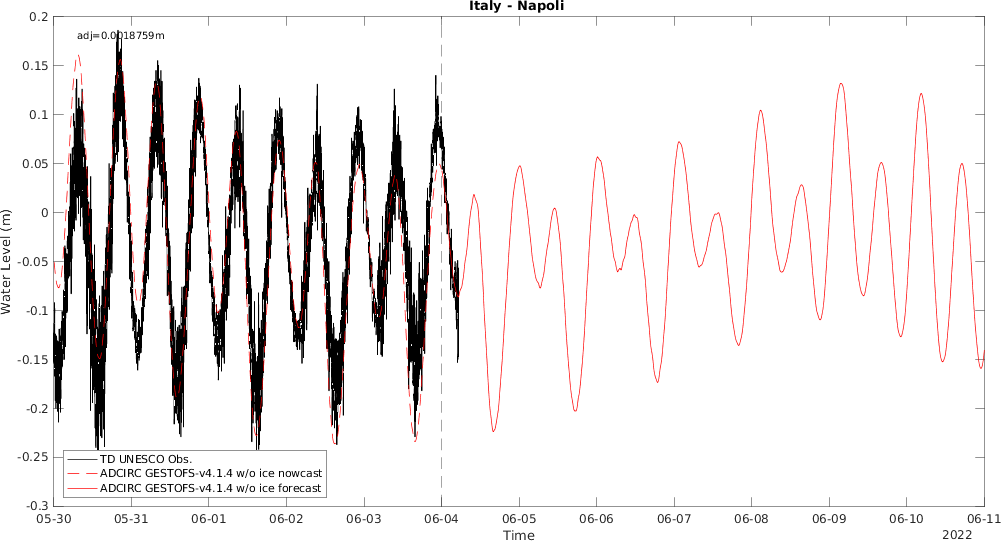 Italy - Napoli
adj=0.0018759m
0.2
0.15
0.1
0.05
0
-0.05
-0.1
-0.15
-0.2
-0.25
-0.3
Water Level (m)
TD UNESCO Obs.
ADCIRC GESTOFS-v4.1.4 w/o ice nowcast
ADCIRC GESTOFS-v4.1.4 w/o ice forecast
05-30 05-31 06-01 06-02 06-03 06-04 06-05 06-06 06-07 06-08 06-09 06-10 06-11
Time
2022